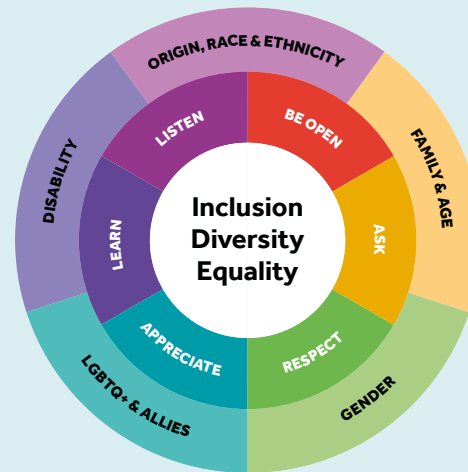 ORIGIN, RACE & ETHNICITY
FAMILY & AGE
GENDER
LGBTQ+ & ALLIES
DISABILITY
LISTEN
BE OPEN
ASK
RESPECT
APPRECIATE
LEARN
Inclusion
Diversity
Equality